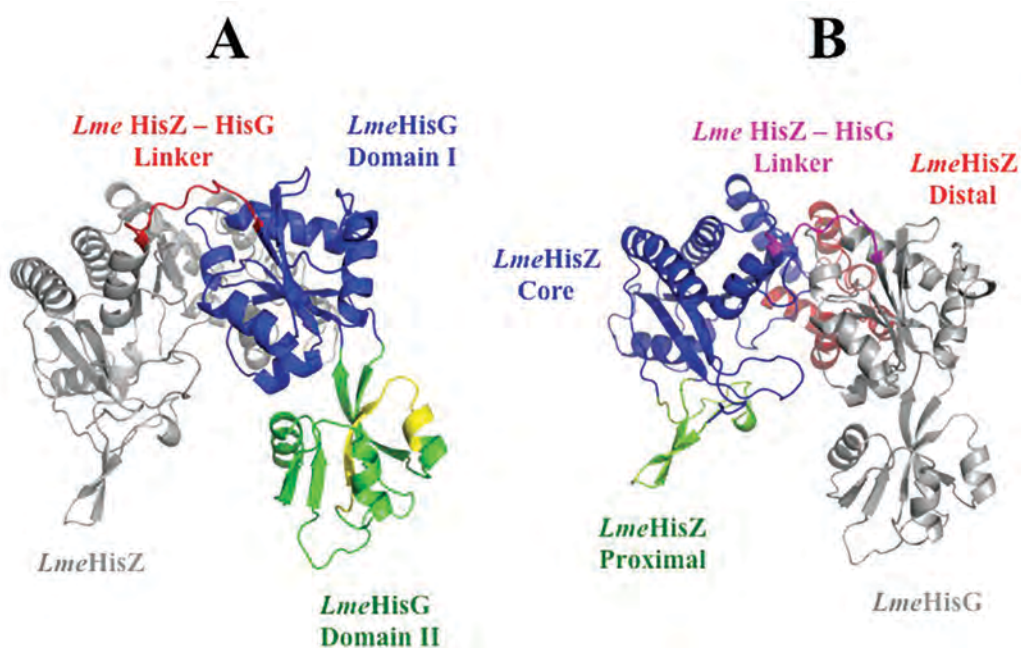 A
B
Lme HisZ – HisG
Linker
LmeHisG
Domain I
LmeHisZ
LmeHisG
Domain II
Lme HisZ – HisG
Linker
LmeHisZ
Distal
LmeHisZ
Core
LmeHisZ
Proximal
LmeHisG